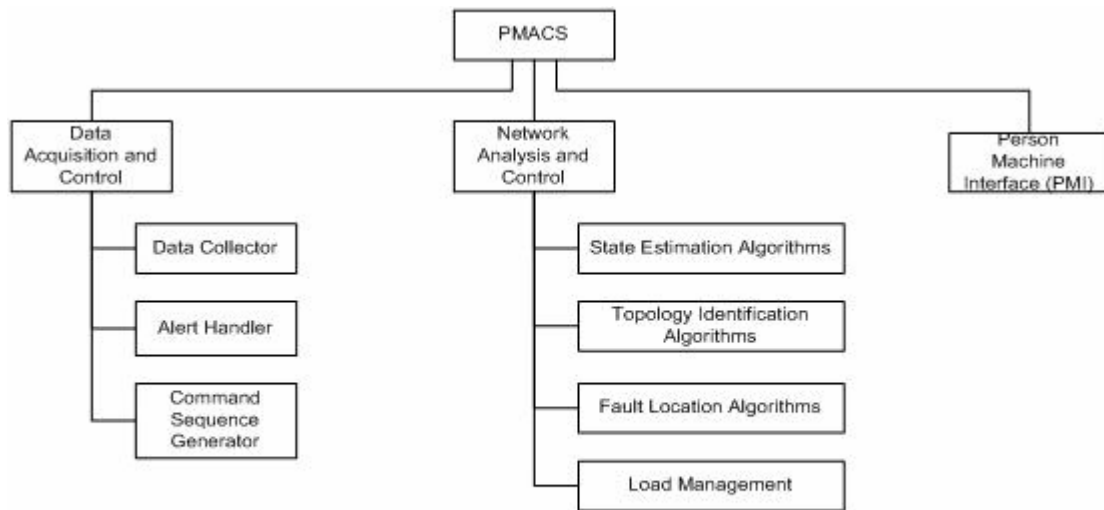 PMACS
Data
Acquisition and
Control
Network
Analysis and
Control
Person
Machine
Interface (PMI)
Data Collector
State Estimation Algorithms
Alert Handler
Topology Identification
Algorithms
Command
Sequence
Generator
Fault Location Algorithms
Load Management